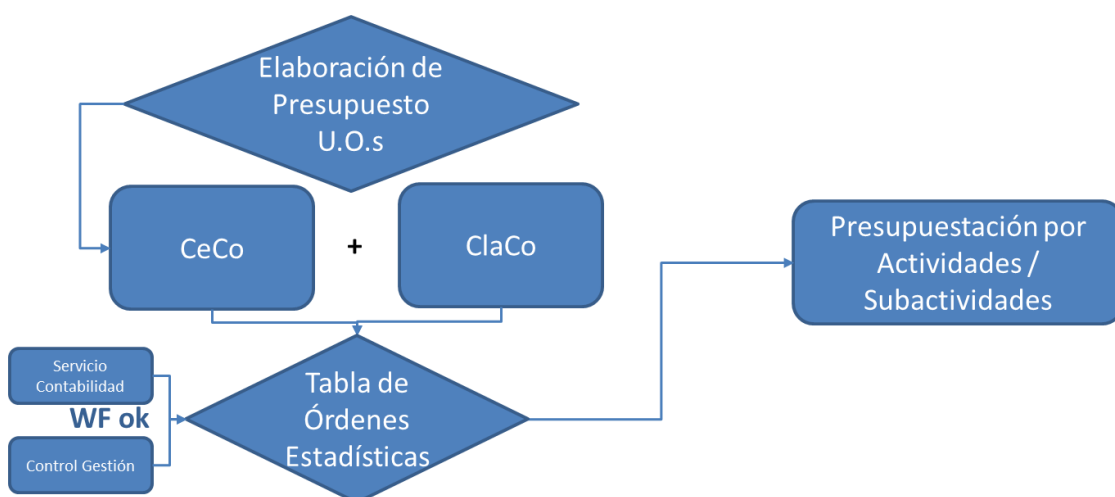 Elaboración de
Presupuesto
U.O.s
CeCo
+
ClaCo
Presupuestación por
Actividades /
Subactividades
Servicio
Contabilidad
WF ok
Control Gestión
Tabla de
Órdenes
Estadísticas